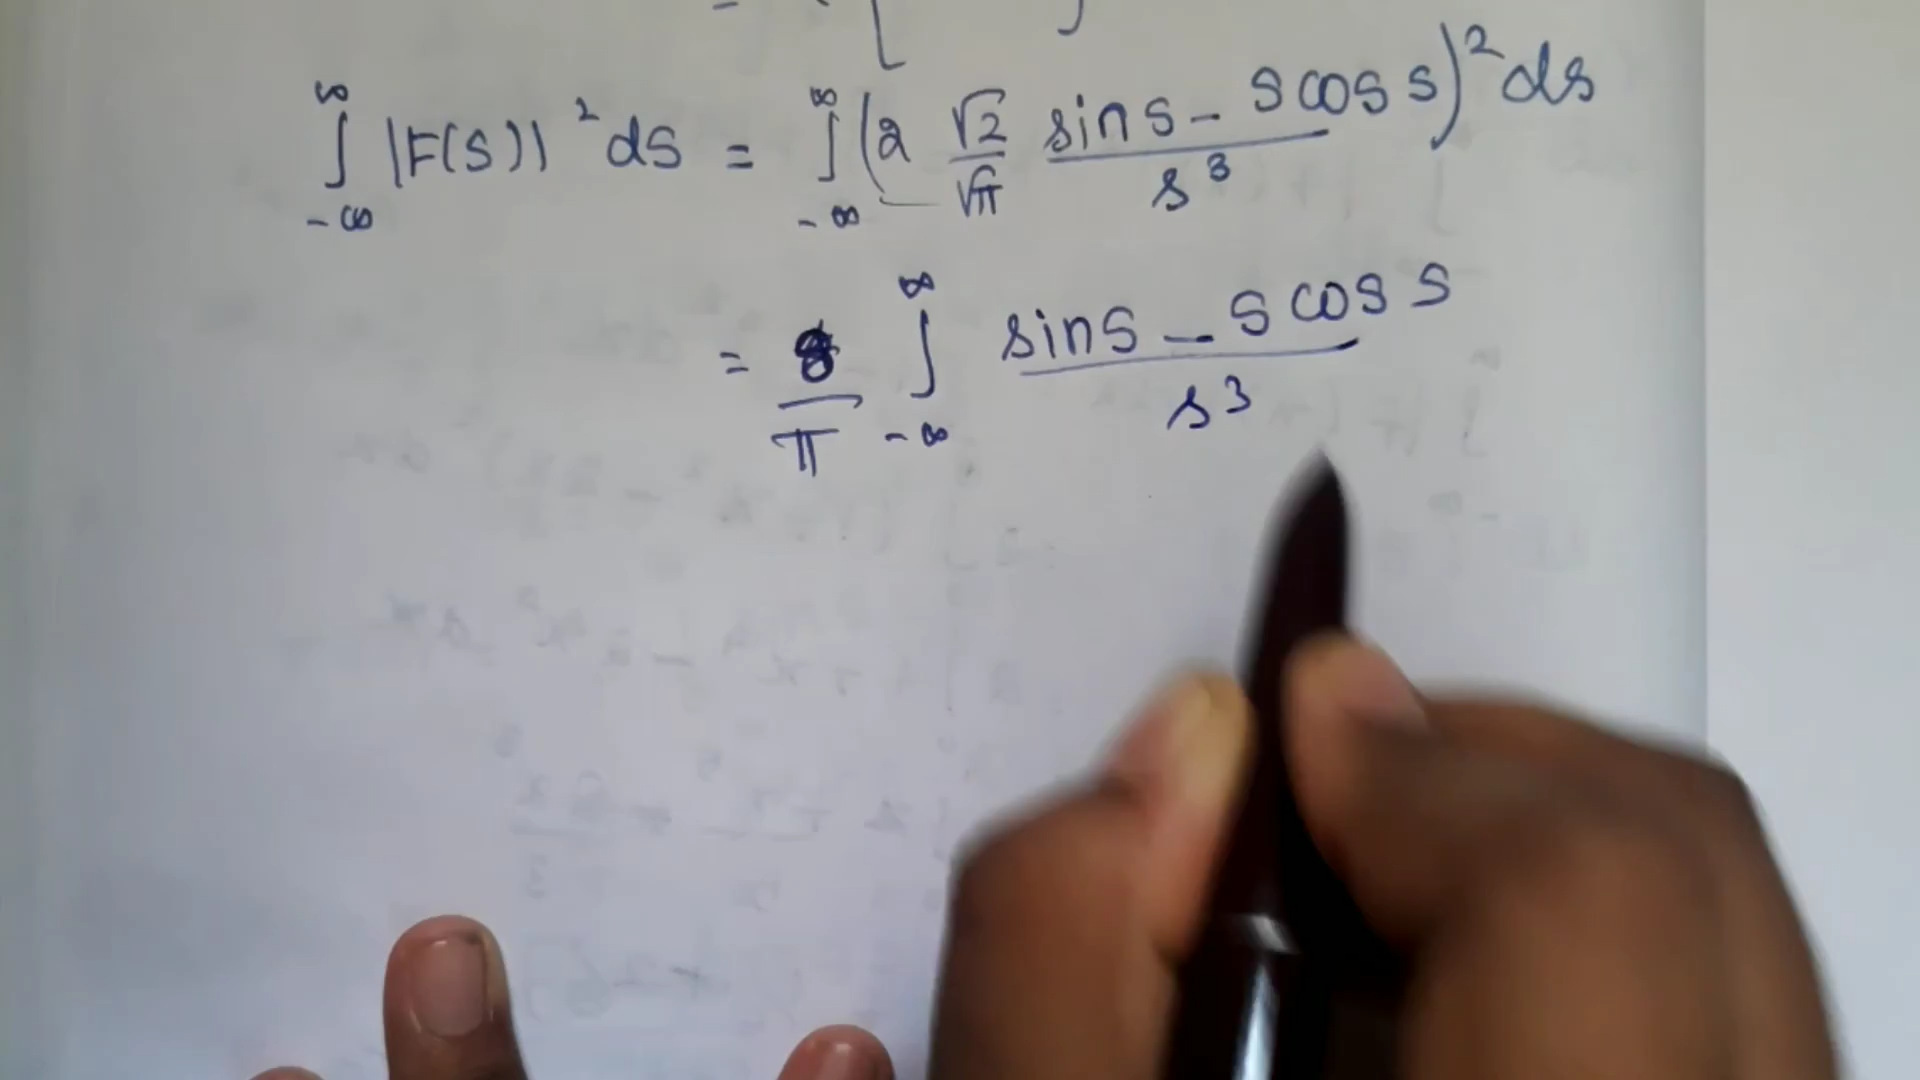 ∫_{-∞}^{∞} |F(s)|² ds = ∫_{-∞}^{∞} (2 √2/√π (sin s - s cos s)/s³)² ds
= 8/π ∫_{-∞}^{∞} (sin s - s cos s)/s³